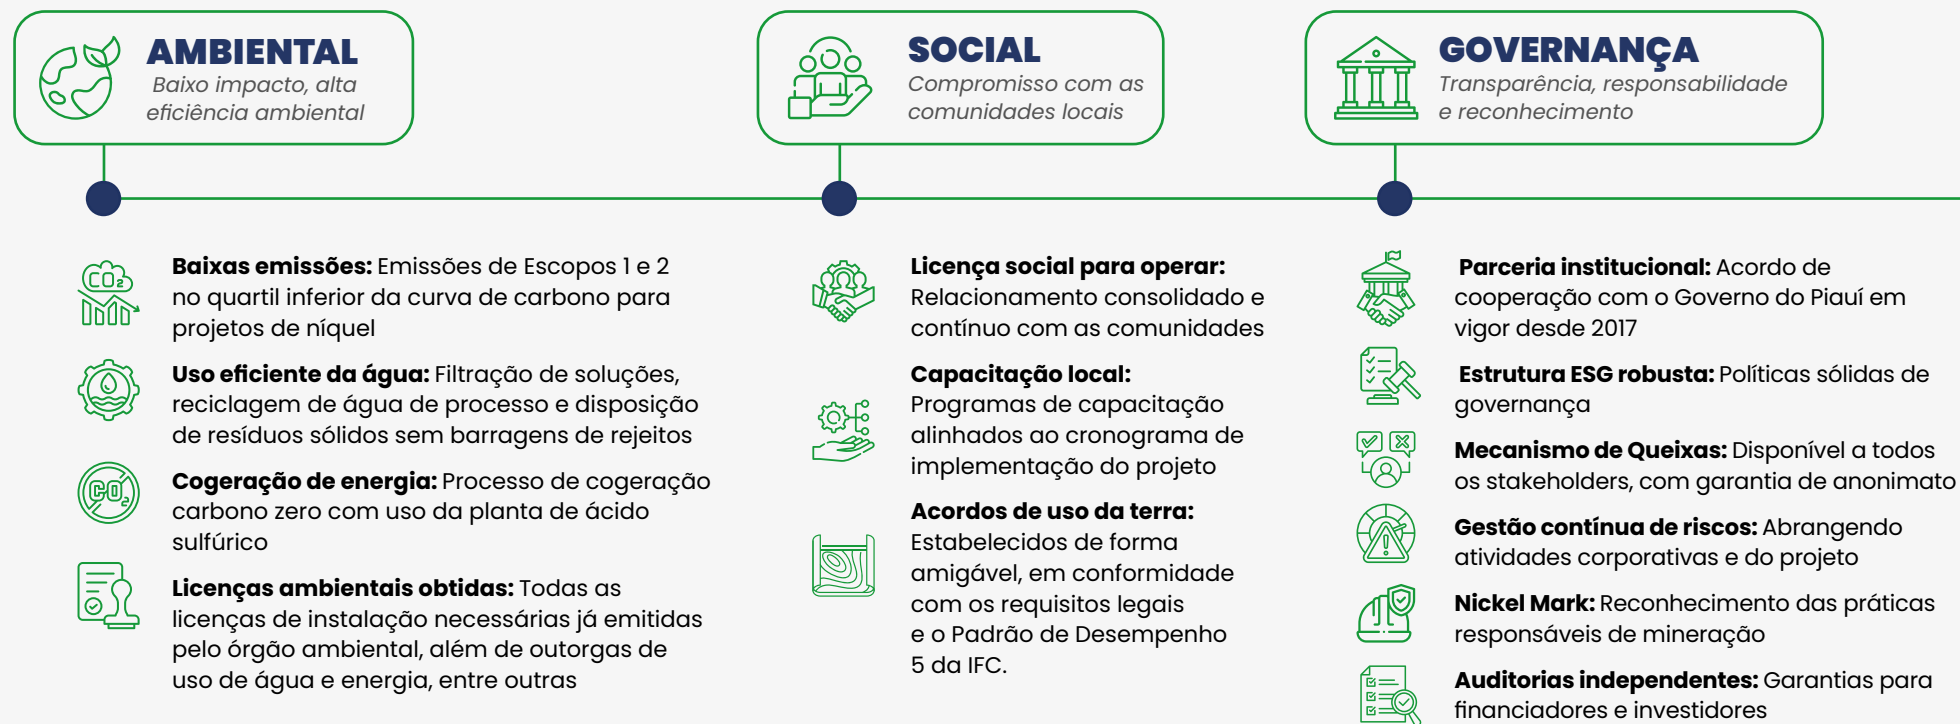 AMBIENTAL
Baixo impacto, alta
eficiência ambiental
Baixas emissões: Emissões de Escopos 1 e 2
no quartil inferior da curva de carbono para
projetos de níquel
Uso eficiente da água: Filtração de soluções,
reciclagem de água de processo e disposição
de resíduos sólidos sem barragens de rejeitos
Cogeração de energia: Processo de cogeração
carbono zero com uso da planta de ácido
sulfúrico
Licenças ambientais obtidas: Todas as
licenças de instalação necessárias já emitidas
pelo órgão ambiental, além de outorgas de
uso de água e energia, entre outras
CO2
CO2
SOCIAL
Compromisso com as
comunidades locais
Licença social para operar:
Relacionamento consolidado e
contínuo com as comunidades
Capacitação local:
Programas de capacitação
alinhados ao cronograma de
implementação do projeto
Acordos de uso da terra:
Estabelecidos de forma
amigável, em conformidade
com os requisitos legais
e o Padrão de Desempenho
5 da IFC.
GOVERNANÇA
Transparência, responsabilidade
e reconhecimento
Parceria institucional: Acordo de
cooperação com o Governo do Piauí em
vigor desde 2017
Estrutura ESG robusta: Políticas sólidas de
governança
Mecanismo de Queixas: Disponível a todos
os stakeholders, com garantia de anonimato
Gestão contínua de riscos: Abrangendo
atividades corporativas e do projeto
Nickel Mark: Reconhecimento das práticas
responsáveis de mineração
Auditorias independentes: Garantias para
financiadores e investidores